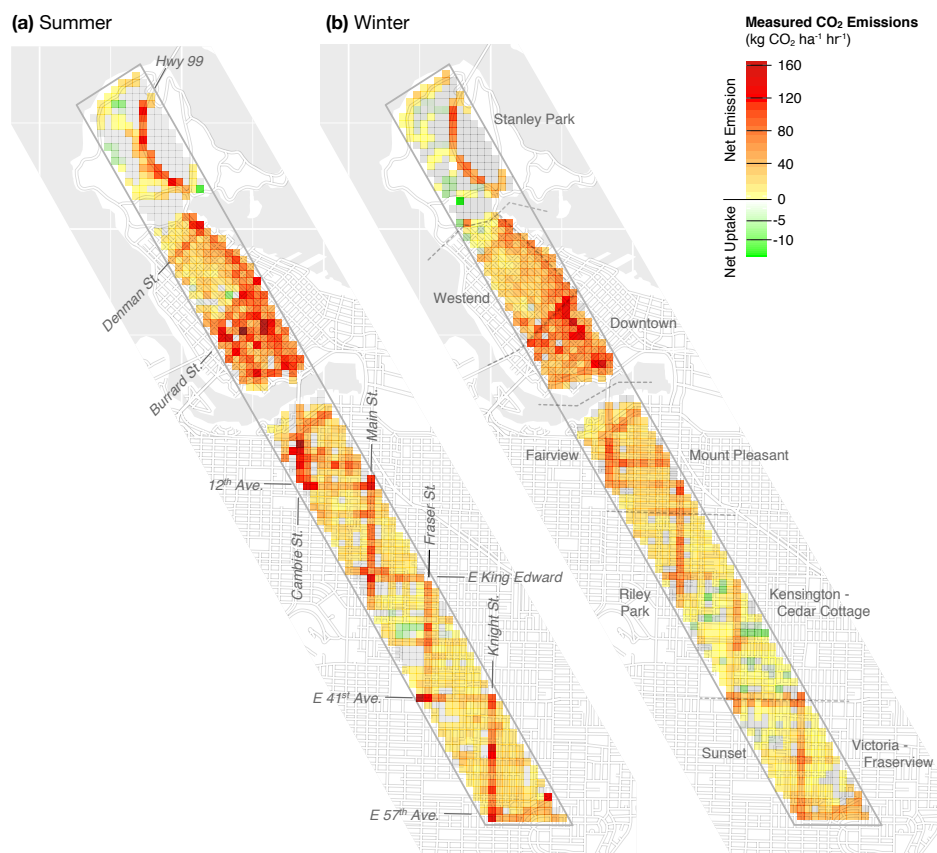 (a) Summer
(b) Winter
Measured CO₂ Emissions
(kg CO₂ ha⁻¹ hr⁻¹)
160
120
80
40
0
-5
-10
Net Emission
Net Uptake
Hwy 99
Stanley Park
Denman St.
Westend
Downtown
Burrard St.
Main St.
Fairview
Mount Pleasant
12th Ave.
Cambie St.
Fraser St.
E King Edward
Riley
Park
Kensington -
Cedar Cottage
Knight St.
E 41st Ave.
Sunset
Victoria -
Fraserview
E 57th Ave.